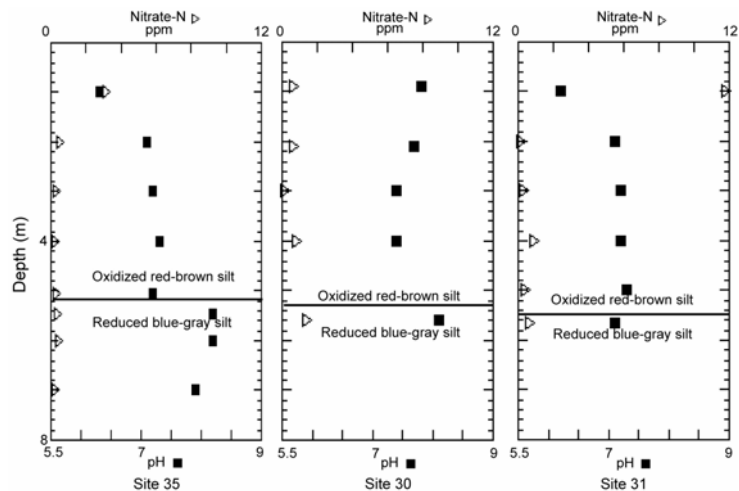 Nitrate-N
0 ppm 12
Nitrate-N
0 ppm 12
Nitrate-N
0 ppm 12
Depth (m)
4
8
Oxidized red-brown silt
Reduced blue-gray silt
Oxidized red-brown silt
Reduced blue-gray silt
Oxidized red-brown silt
Reduced blue-gray silt
5.5 7 9
5.5 7 9
5.5 7 9
pH
pH
pH
Site 35
Site 30
Site 31